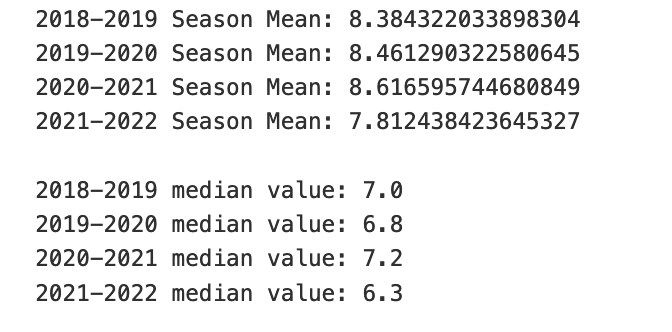 2018-2019 Season Mean: 8.384322033898304
2019-2020 Season Mean: 8.461290322580645
2020-2021 Season Mean: 8.616595744680849
2021-2022 Season Mean: 7.812438423645327
2018-2019 median value: 7.0
2019-2020 median value: 6.8
2020-2021 median value: 7.2
2021-2022 median value: 6.3